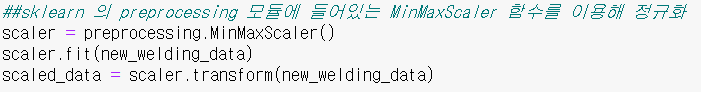 ##sklearn 의 preprocessing 모듈에 들어있는 MinMaxScaler 함수를 이용해 정규화
scaler = preprocessing.MinMaxScaler()
scaler.fit(new_welding_data)
scaled_data = scaler.transform(new_welding_data)